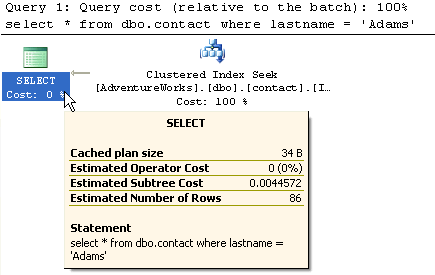 Query 1: Query cost (relative to the batch): 100%
select * from dbo.contact where lastname = 'Adams'
SELECT
Cost: 0 %
Clustered Index Seek
[AdventureWorks].[dbo].[contact].[I…
Cost: 100 %
SELECT
Cached plan size 34 B
Estimated Operator Cost 0 (0%)
Estimated Subtree Cost 0.0044572
Estimated Number of Rows 86
Statement
select * from dbo.contact where lastname =
'Adams'